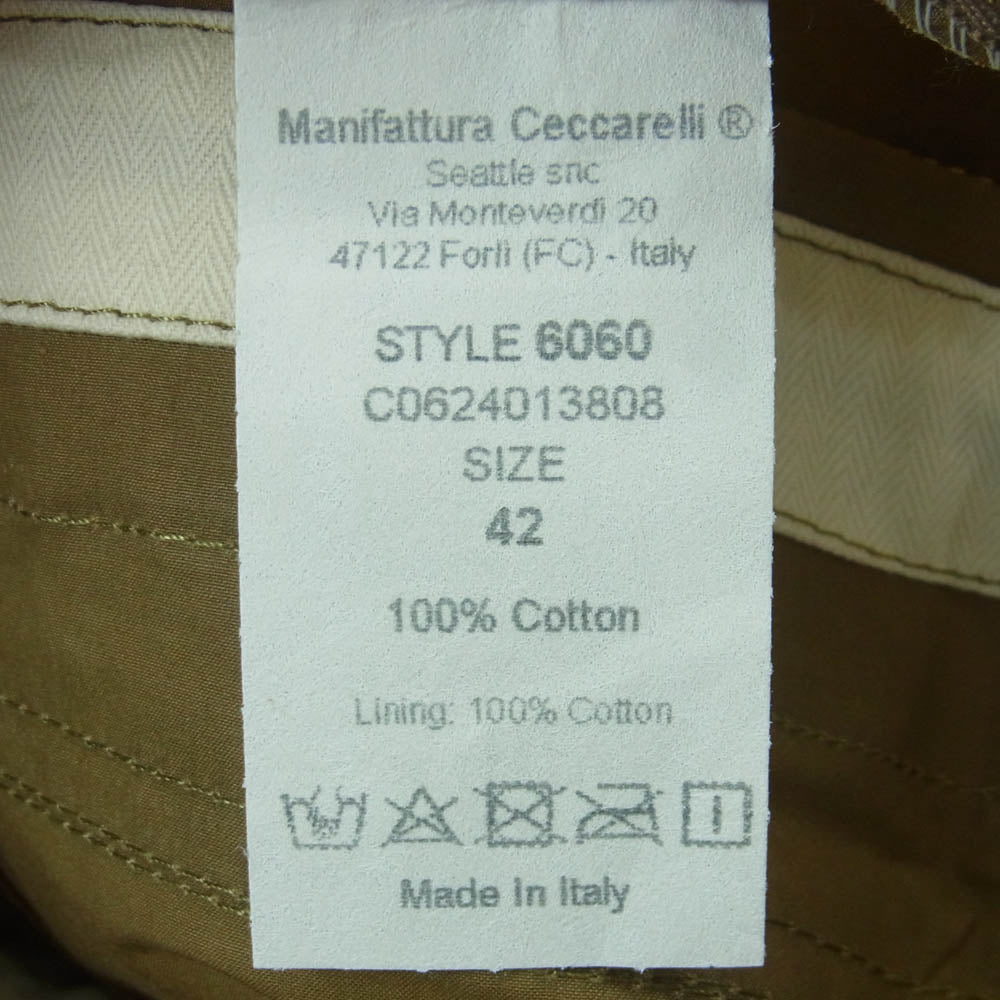 Manifattura Ceccarelli ®
Seattle snc
Via Monteverdi 20
47122 Forlì (FC) - Italy
STYLE 6060
C0624013808
SIZE
42
100% Cotton
Lining: 100% Cotton
Made In Italy